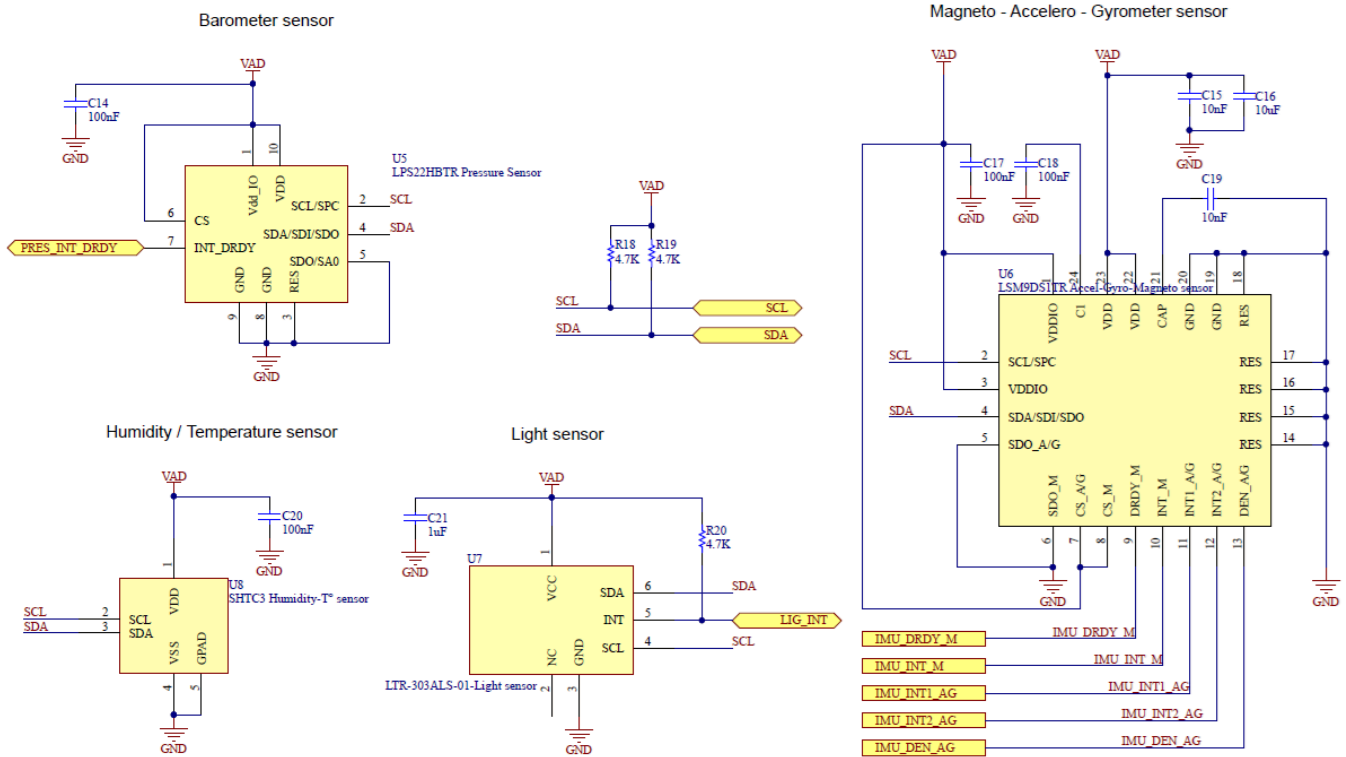 Barometer sensor
VAD
C14
100nF
GND
1
10
Vdd_IO
VDD
U5
LPS22HBTR Pressure Sensor
6
CS
SCL/SPC
2
SCL
PRES_INT_DRDY
7
INT_DRDY
SDA/SDI/SDO
4
SDA
SDO/SA0
5
GND
GND
RES
9
8
3
GND
VAD
R18
4.7K
R19
4.7K
SCL
SCL
SDA
SDA
Magneto - Accelero - Gyrometer sensor
VAD
VAD
C15
10nF
C16
10uF
GND
C17
100nF
C18
100nF
GND
GND
C19
10nF
U6
LSM9DS1TR Accel-Gyro-Magneto sensor
1
24
23
22
21
20
19
18
VDDIO
C1
VDD
VDD
CAP
GND
GND
RES
SCL
2
SCL/SPC
RES
17
3
VDDIO
RES
16
SDA
4
SDA/SDI/SDO
RES
15
5
SDO_A/G
RES
14
SDO_M
CS_A/G
CS_M
DRDY_M
INT_M
INT1_A/G
INT2_A/G
DEN_A/G
6
7
8
9
10
11
12
13
GND
GND
IMU_DRDY_M
IMU_DRDY_M
IMU_INT_M
IMU_INT_M
IMU_INT1_AG
IMU_INT1_AG
IMU_INT2_AG
IMU_INT2_AG
IMU_DEN_AG
IMU_DEN_AG
Humidity / Temperature sensor
VAD
C20
100nF
GND
1
U8
SHTC3 Humidity-T° sensor
VDD
SCL
2
SCL
SDA
3
SDA
VSS
GPAD
4
5
GND
Light sensor
VAD
C21
1uF
GND
R20
4.7K
1
U7
VCC
SDA
6
SDA
INT
5
LIG_INT
SCL
4
SCL
NC
GND
LTR-303ALS-01-Light sensor
2
3
GND